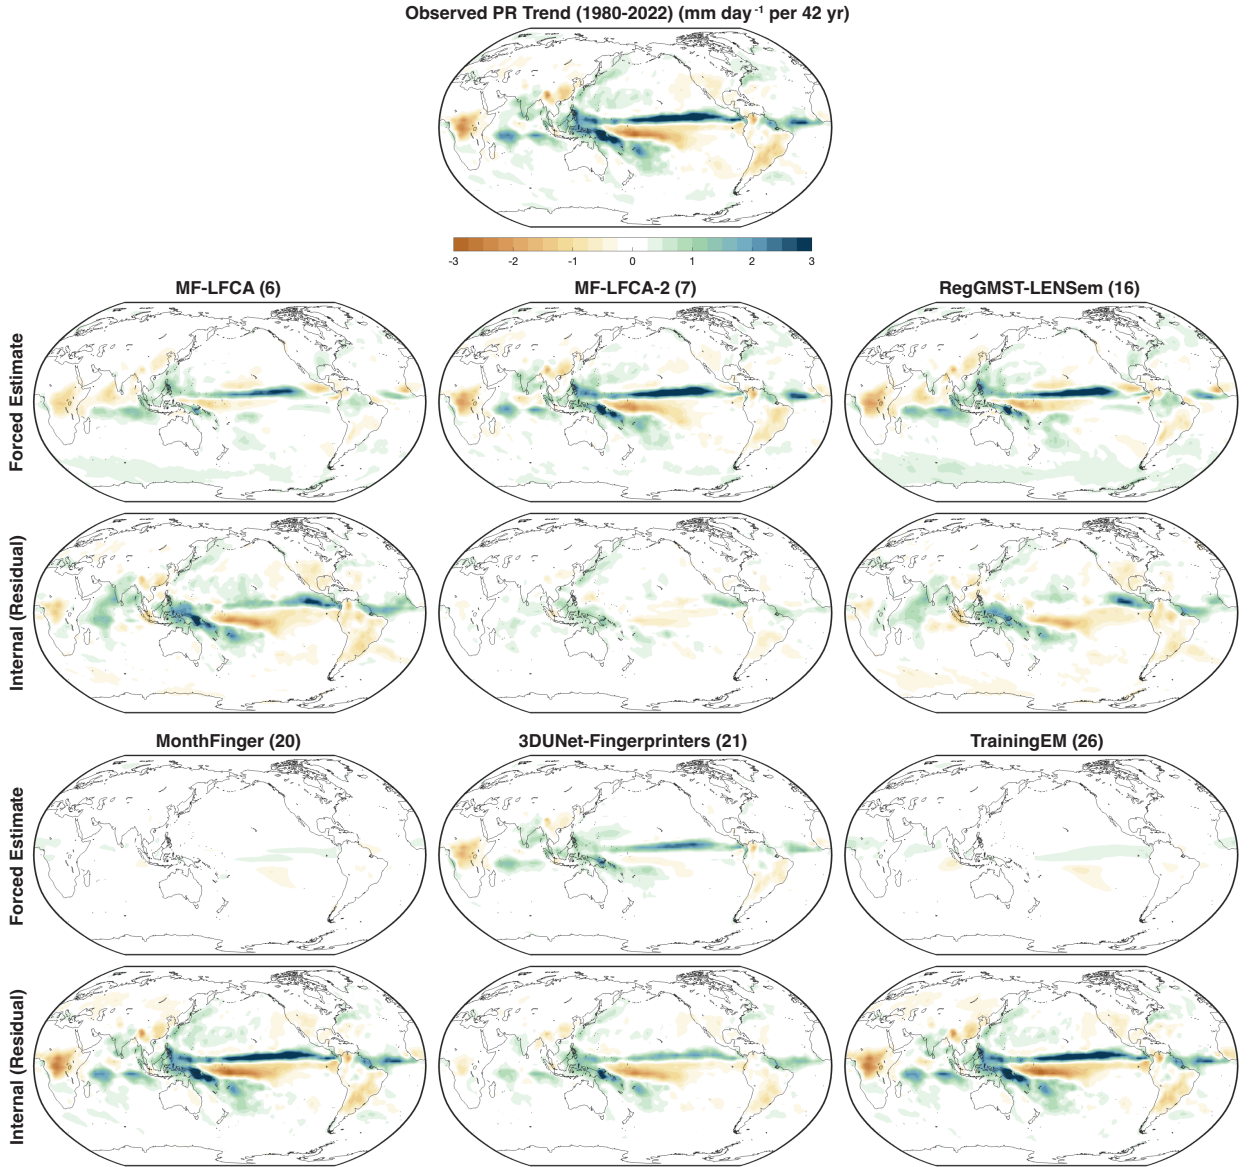 Observed PR Trend (1980-2022) (mm day⁻¹ per 42 yr)
-3 -2 -1 0 1 2 3
MF-LFCA (6) MF-LFCA-2 (7) RegGMST-LENSem (16)
Forced Estimate
Internal (Residual)
MonthFinger (20) 3DUNet-Fingerprinters (21) TrainingEM (26)
Forced Estimate
Internal (Residual)